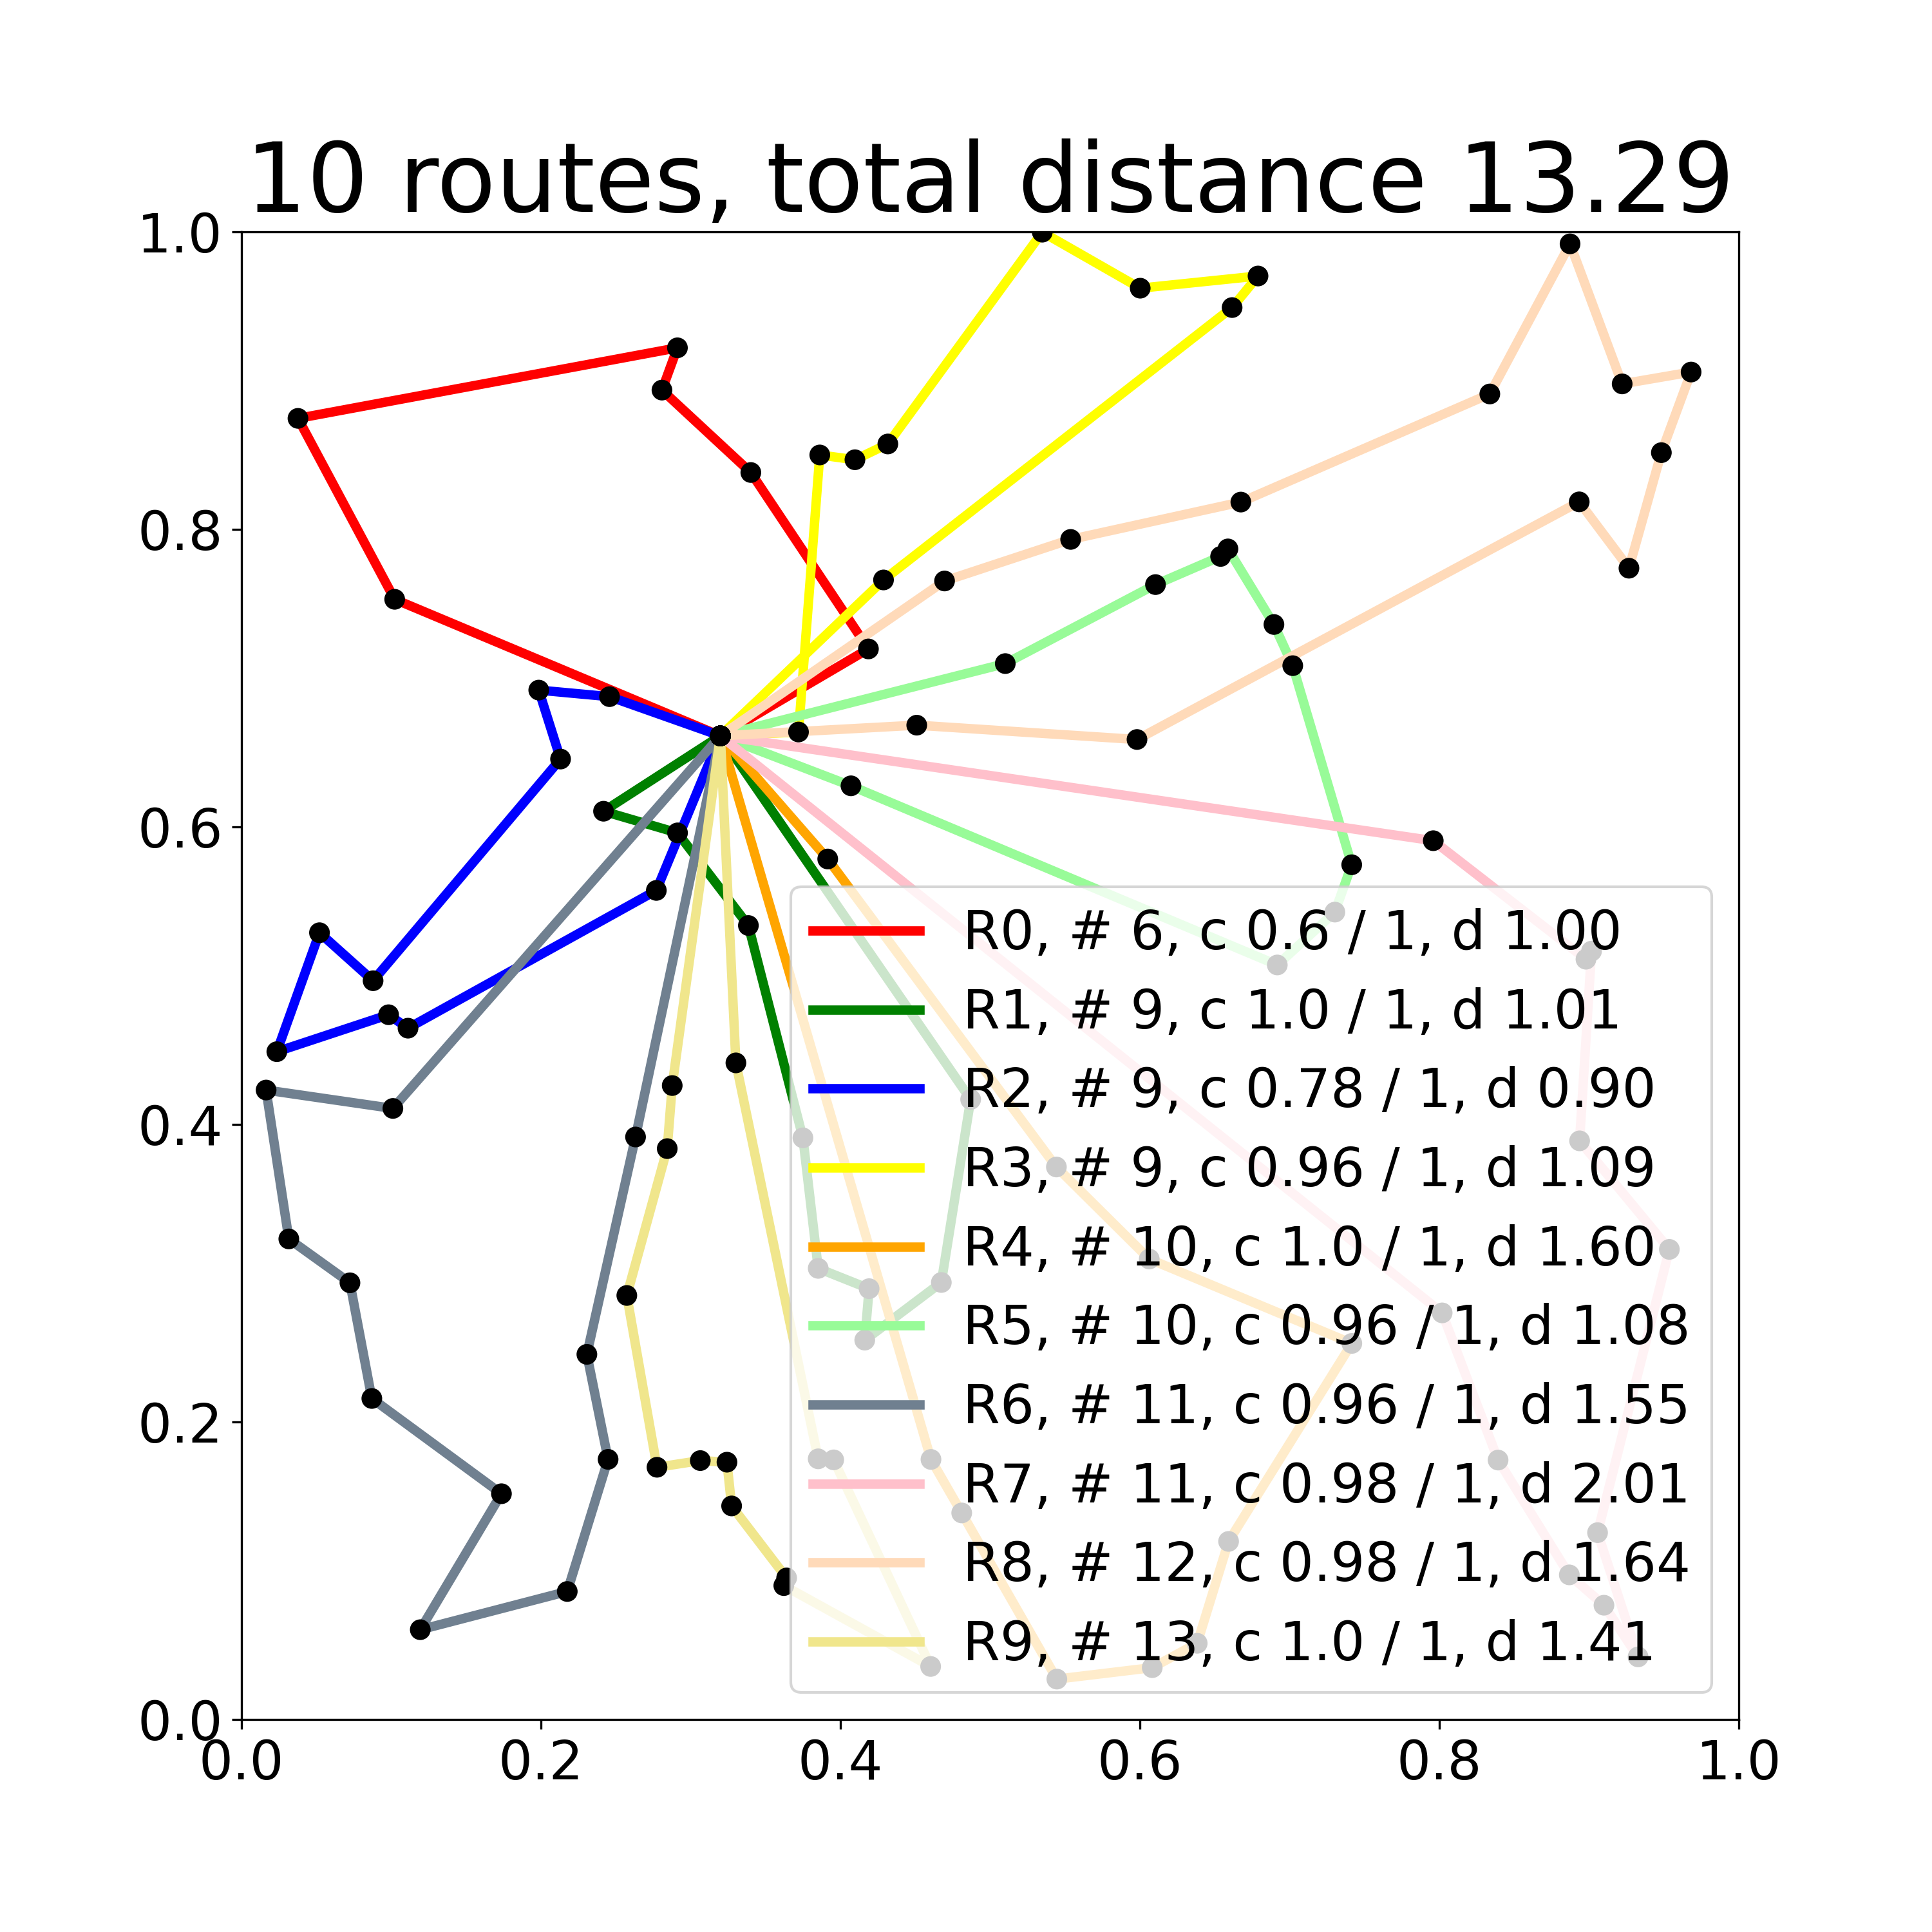 10 routes, total distance 13.29
1.0
0.8
0.6
0.4
0.2
0.0
0.0 0.2 0.4 0.6 0.8 1.0
R0, # 6, c 0.6 / 1, d 1.00
R1, # 9, c 1.0 / 1, d 1.01
R2, # 9, c 0.78 / 1, d 0.90
R3, # 9, c 0.96 / 1, d 1.09
R4, # 10, c 1.0 / 1, d 1.60
R5, # 10, c 0.96 / 1, d 1.08
R6, # 11, c 0.96 / 1, d 1.55
R7, # 11, c 0.98 / 1, d 2.01
R8, # 12, c 0.98 / 1, d 1.64
R9, # 13, c 1.0 / 1, d 1.41